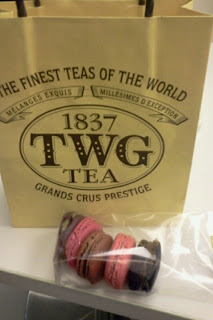 THE FINEST TEAS OF THE WORLD
MÉLANGES EXQUIS MILLÉSIMES D'EXCEPTION
1837
TWG
TEA
GRANDS CRUS PRESTIGE